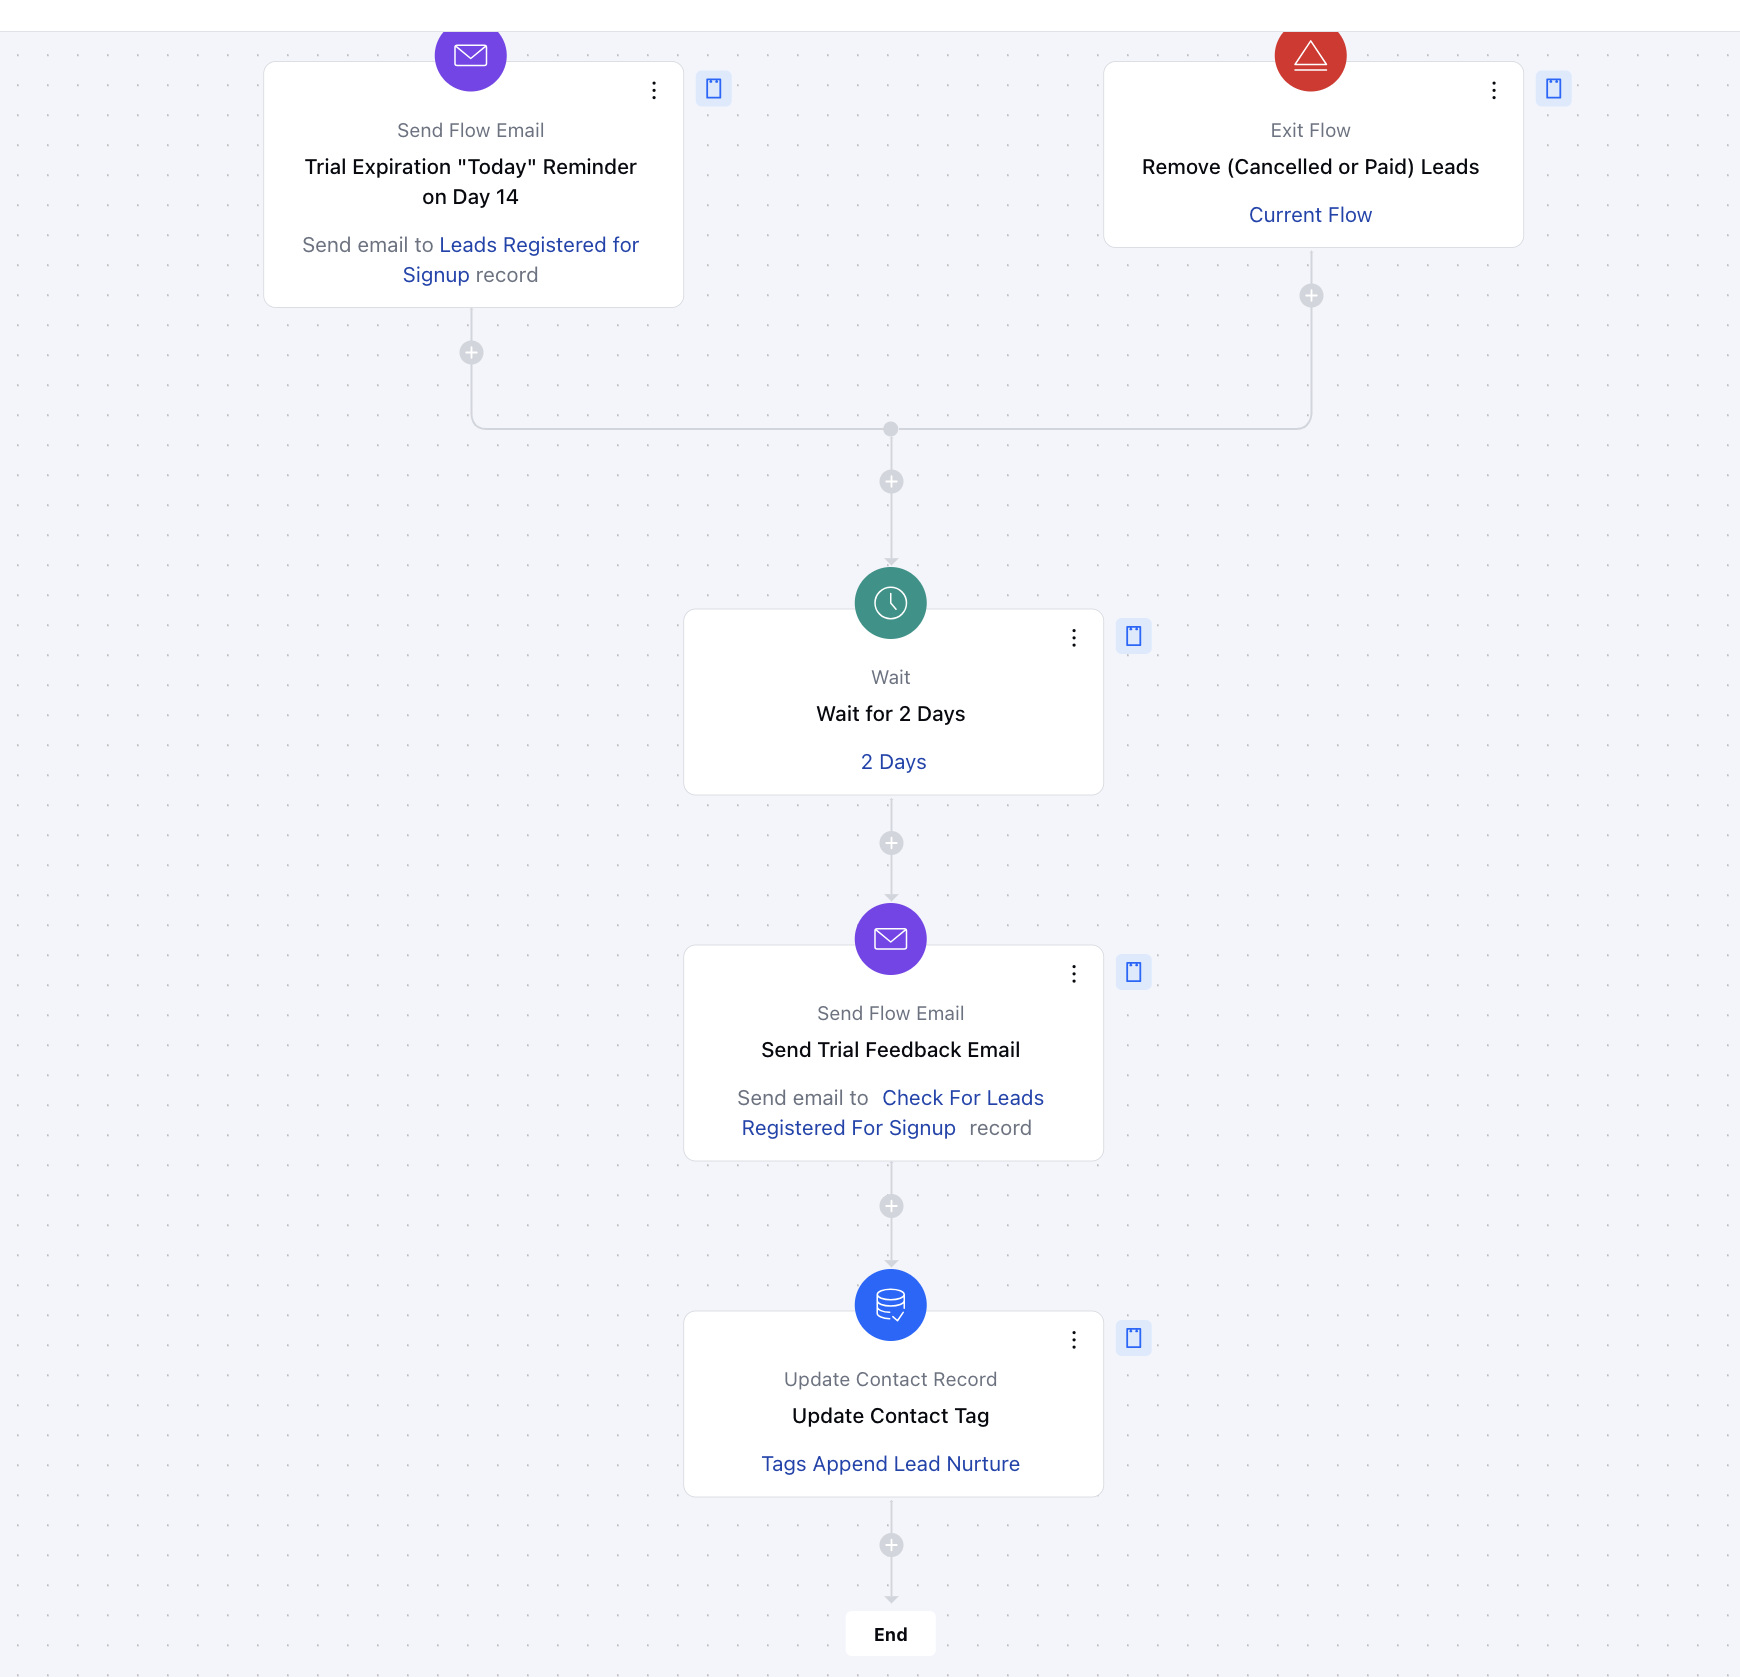 Send Flow Email
Trial Expiration "Today" Reminder
on Day 14
Send email to Leads Registered for
Signup record
Exit Flow
Remove (Cancelled or Paid) Leads
Current Flow
Wait
Wait for 2 Days
2 Days
Send Flow Email
Send Trial Feedback Email
Send email to Check For Leads
Registered For Signup record
Update Contact Record
Update Contact Tag
Tags Append Lead Nurture
End